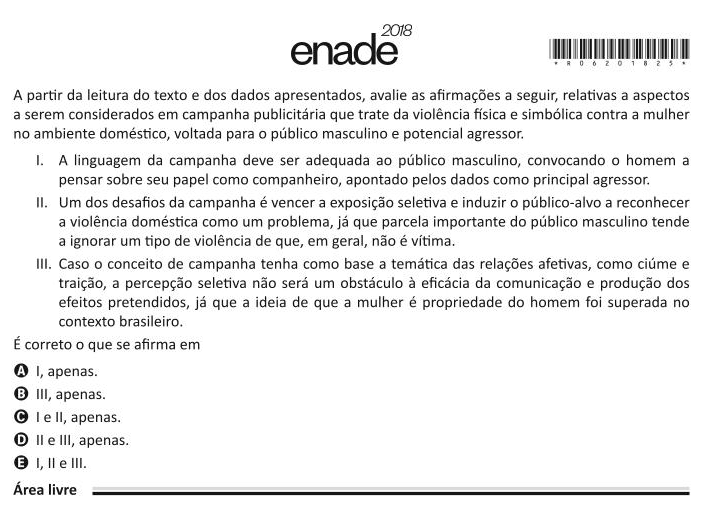 enade 2018
* R 0 6 2 0 1 8 2 5 *
A partir da leitura do texto e dos dados apresentados, avalie as afirmações a seguir, relativas a aspectos
a serem considerados em campanha publicitária que trate da violência física e simbólica contra a mulher
no ambiente doméstico, voltada para o público masculino e potencial agressor.
I. A linguagem da campanha deve ser adequada ao público masculino, convocando o homem a
pensar sobre seu papel como companheiro, apontado pelos dados como principal agressor.
II. Um dos desafios da campanha é vencer a exposição seletiva e induzir o público-alvo a reconhecer
a violência doméstica como um problema, já que parcela importante do público masculino tende
a ignorar um tipo de violência de que, em geral, não é vítima.
III. Caso o conceito de campanha tenha como base a temática das relações afetivas, como ciúme e
traição, a percepção seletiva não será um obstáculo à eficácia da comunicação e produção dos
efeitos pretendidos, já que a ideia de que a mulher é propriedade do homem foi superada no
contexto brasileiro.
É correto o que se afirma em
A I, apenas.
B III, apenas.
C I e II, apenas.
D II e III, apenas.
E I, II e III.
Área livre